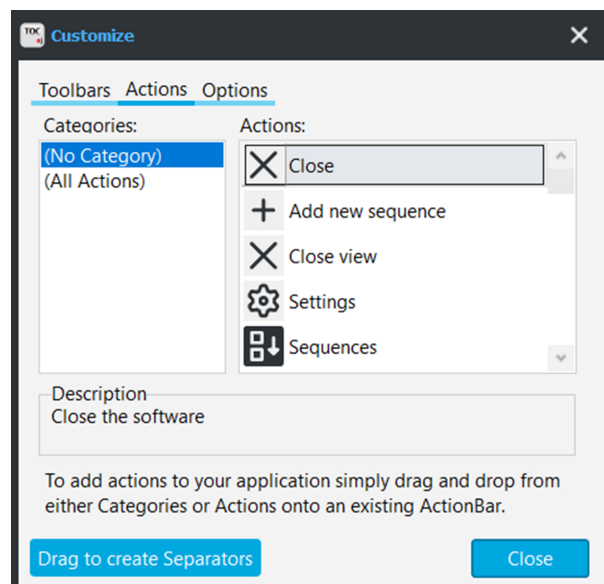 TOC
Customize
Toolbars Actions Options
Categories:
(No Category)
(All Actions)
Actions:
Close
Add new sequence
Close view
Settings
Sequences
Description
Close the software
To add actions to your application simply drag and drop from
either Categories or Actions onto an existing ActionBar.
Drag to create Separators
Close